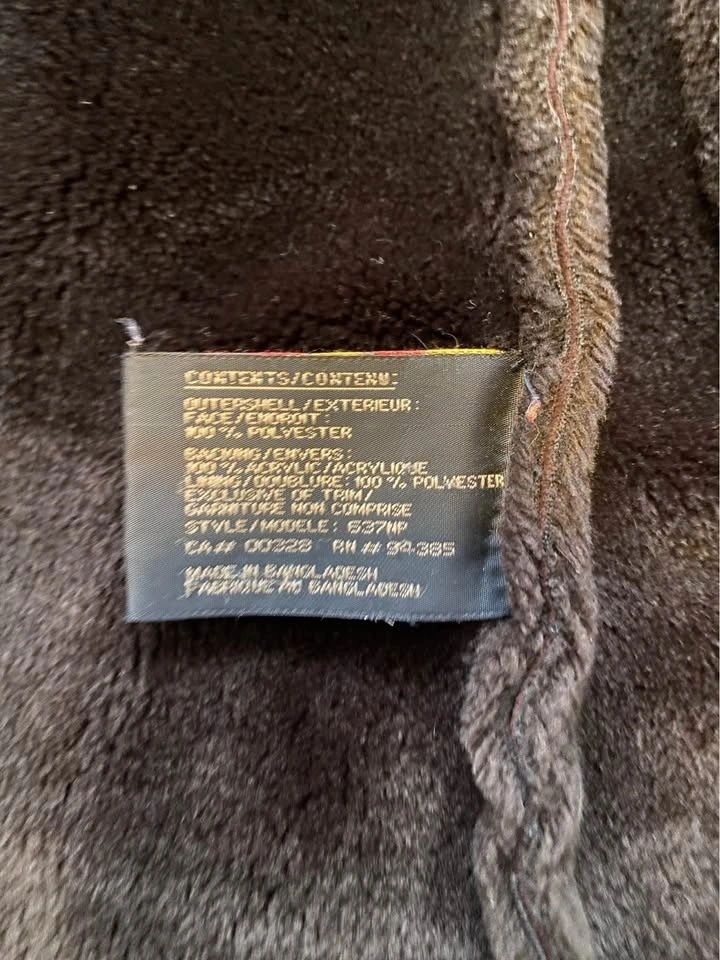 CONTENTS/CONTENU:
OUTERSHELL/EXTERIEUR:
FACE/ENDROIT:
100 % POLYESTER
BACKING/ENVERS:
100 % ACRYLIC/ACRYLIQUE
LINING/DOUBLURE: 100 % POLYESTER
EXCLUSIVE OF TRIM/
GARNITURE NON COMPRISE
STYLE/MODELE: 637NP
CA# 00328 RN # 94385
MADE IN BANGLADESH
FABRIQUE AU BANGLADESH